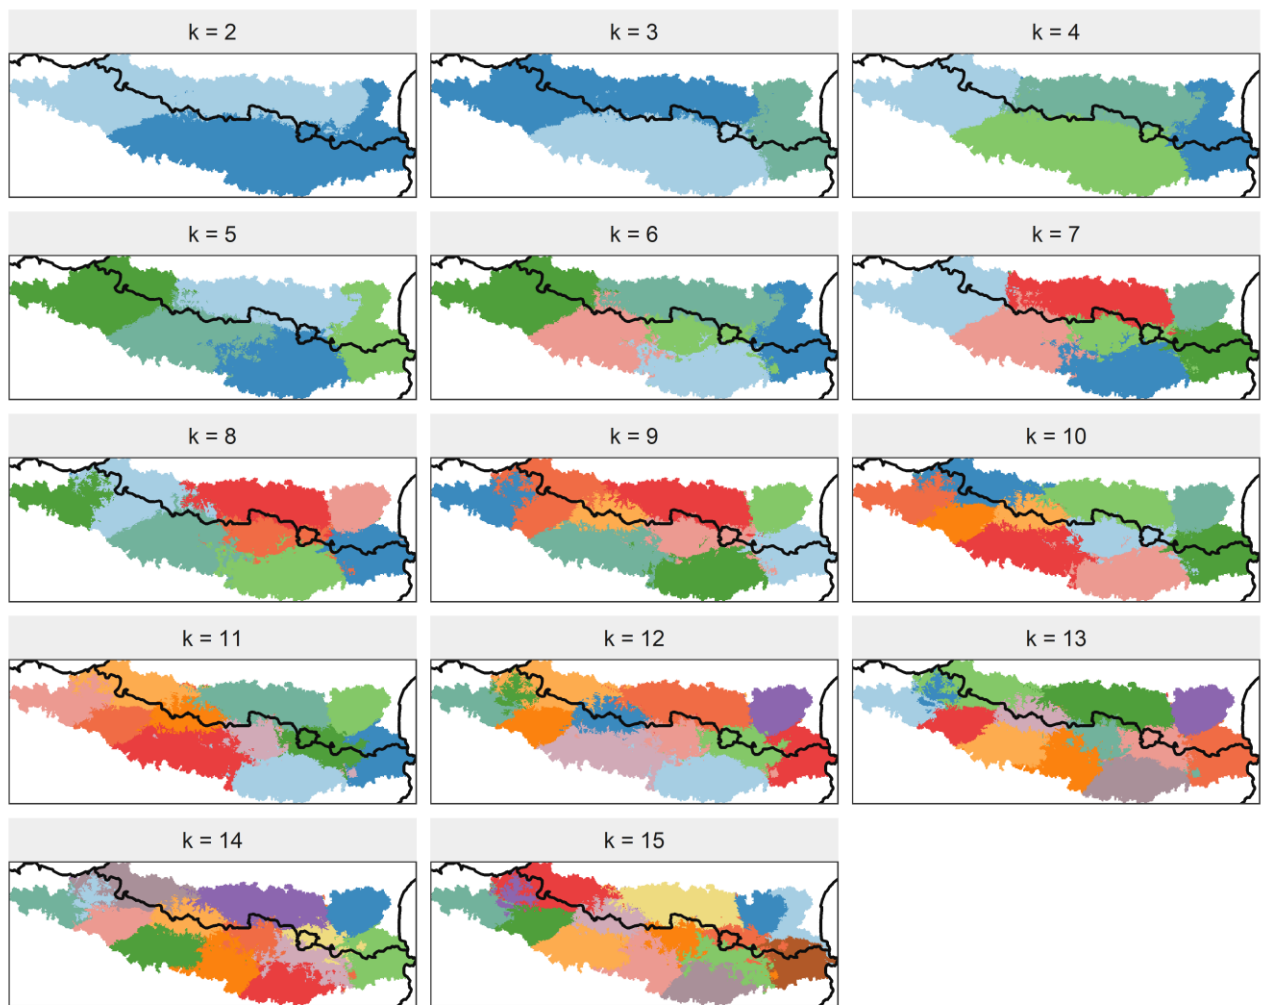 k = 2
k = 3
k = 4
k = 5
k = 6
k = 7
k = 8
k = 9
k = 10
k = 11
k = 12
k = 13
k = 14
k = 15